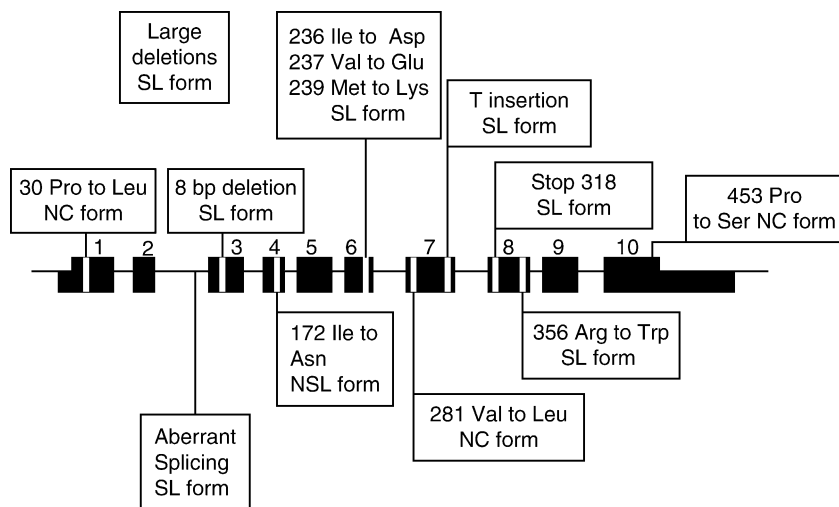 Large
deletions
SL form
236 Ile to Asp
237 Val to Glu
239 Met to Lys
SL form
T insertion
SL form
30 Pro to Leu
NC form
8 bp deletion
SL form
Stop 318
SL form
453 Pro
to Ser NC form
1 2 3 4 5 6 7 8 9 10
172 Ile to
Asn
NSL form
356 Arg to Trp
SL form
281 Val to Leu
NC form
Aberrant
Splicing
SL form